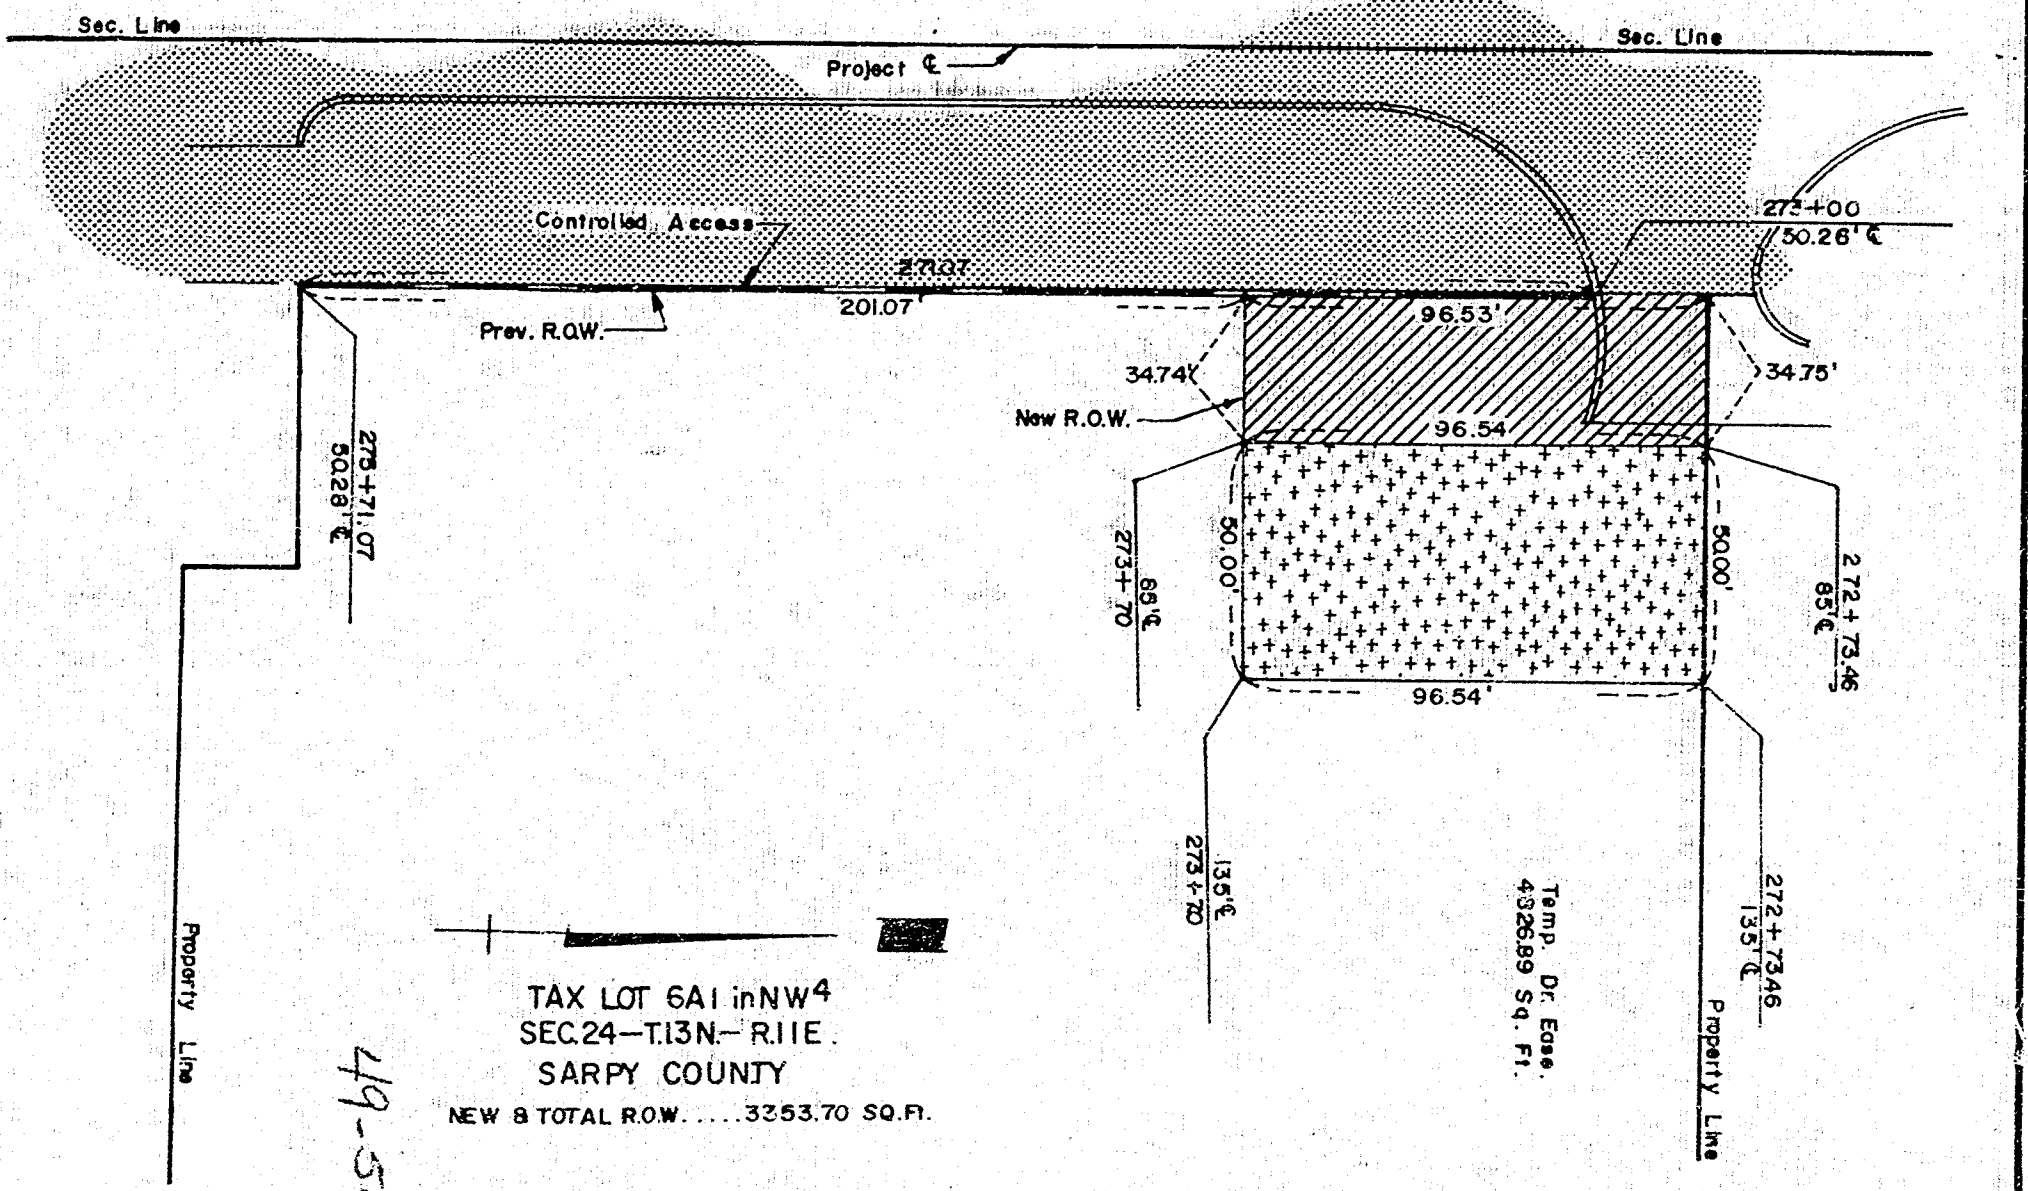 Sec. Line
Sec. Line
Project ℄
Controlled Access
273+00
50.26' ℄
271.07
201.07
96.53'
Prev. R.O.W.
34.74'
34.75'
New R.O.W.
96.54
275+71.07
50.28' ℄
50.00'
50.00'
85' ℄
273+70
272+73.46
85' ℄
96.54'
135' ℄
273+70
272+73.46
135' ℄
Temp. Dr. Ease.
4826.89 Sq. Ft.
Property Line
Property Line
TAX LOT 6A1 in NW4
SEC.24—T.13N.—R.11E.
SARPY COUNTY
NEW & TOTAL R.O.W.....3353.70 SQ.FT.
49-5